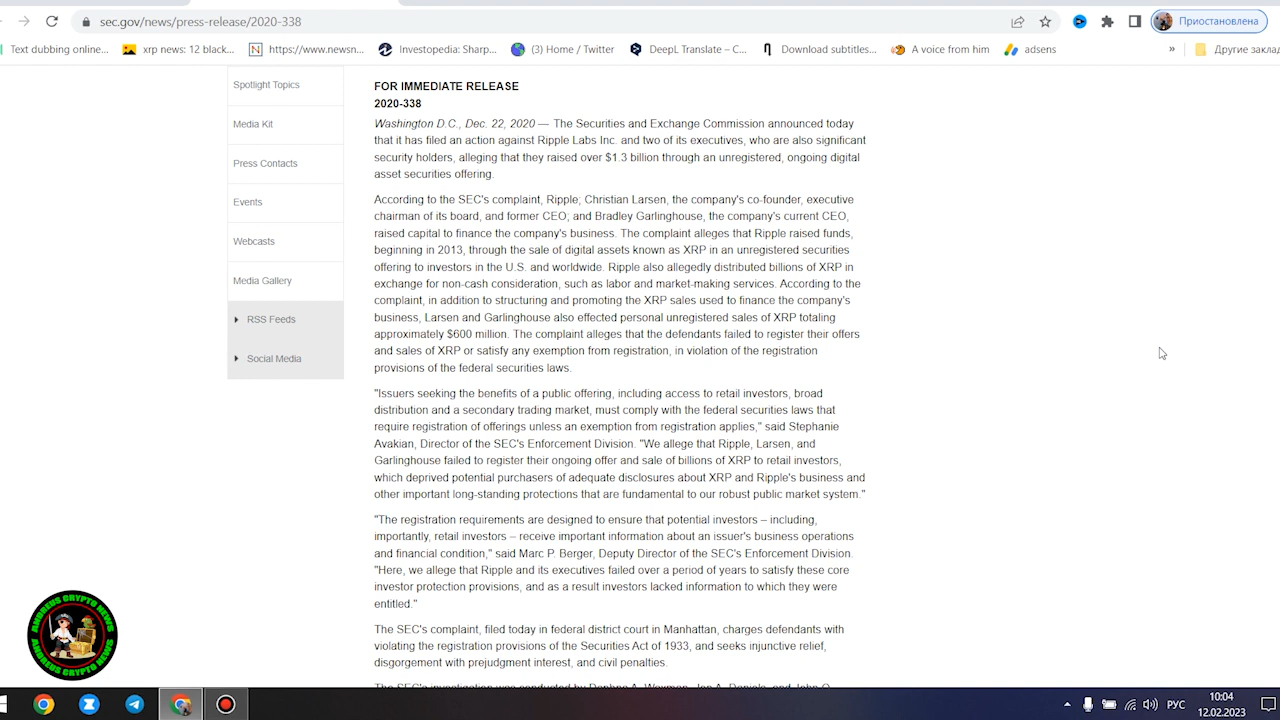 sec.gov/news/press-release/2020-338
Приостановлена
Text dubbing online...
xrp news: 12 black...
https://www.newsn...
Investopedia: Sharp...
(3) Home / Twitter
DeepL Translate – C...
Download subtitles...
A voice from him
adsens
»
Другие заклад
Spotlight Topics
Media Kit
Press Contacts
Events
Webcasts
Media Gallery
RSS Feeds
Social Media
FOR IMMEDIATE RELEASE
2020-338
Washington D.C., Dec. 22, 2020 — The Securities and Exchange Commission announced today
that it has filed an action against Ripple Labs Inc. and two of its executives, who are also significant
security holders, alleging that they raised over $1.3 billion through an unregistered, ongoing digital
asset securities offering.
According to the SEC's complaint, Ripple; Christian Larsen, the company's co-founder, executive
chairman of its board, and former CEO; and Bradley Garlinghouse, the company's current CEO,
raised capital to finance the company's business. The complaint alleges that Ripple raised funds,
beginning in 2013, through the sale of digital assets known as XRP in an unregistered securities
offering to investors in the U.S. and worldwide. Ripple also allegedly distributed billions of XRP in
exchange for non-cash consideration, such as labor and market-making services. According to the
complaint, in addition to structuring and promoting the XRP sales used to finance the company's
business, Larsen and Garlinghouse also effected personal unregistered sales of XRP totaling
approximately $600 million. The complaint alleges that the defendants failed to register their offers
and sales of XRP or satisfy any exemption from registration, in violation of the registration
provisions of the federal securities laws.
"Issuers seeking the benefits of a public offering, including access to retail investors, broad
distribution and a secondary trading market, must comply with the federal securities laws that
require registration of offerings unless an exemption from registration applies," said Stephanie
Avakian, Director of the SEC's Enforcement Division. "We allege that Ripple, Larsen, and
Garlinghouse failed to register their ongoing offer and sale of billions of XRP to retail investors,
which deprived potential purchasers of adequate disclosures about XRP and Ripple's business and
other important long-standing protections that are fundamental to our robust public market system."
"The registration requirements are designed to ensure that potential investors – including,
importantly, retail investors – receive important information about an issuer's business operations
and financial condition," said Marc P. Berger, Deputy Director of the SEC's Enforcement Division.
"Here, we allege that Ripple and its executives failed over a period of years to satisfy these core
investor protection provisions, and as a result investors lacked information to which they were
entitled."
The SEC's complaint, filed today in federal district court in Manhattan, charges defendants with
violating the registration provisions of the Securities Act of 1933, and seeks injunctive relief,
disgorgement with prejudgment interest, and civil penalties.
The SEC's investigation was conducted by Daphna A. Waxman, Jon A. Daniels, and John O.
ANDREUS CRYPTO NEWS
ANDREUS CRYPTO NEWS
РУС
10:04
12.02.2023